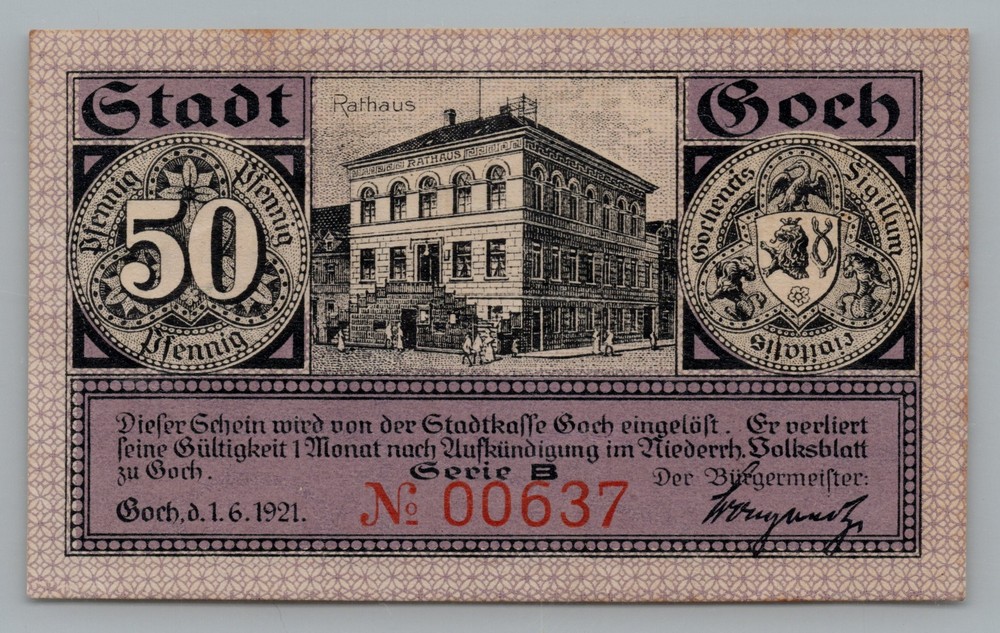 Stadt
Rathaus
Goch
RATHAUS
Pfennig Pfennig
50
Pfennig
Gochencis Sigillum
civitatis
Dieser Schein wird von der Stadtkasse Goch eingelöst. Er verliert
seine Gültigkeit 1 Monat nach Aufkündigung im Niederrh. Volksblatt
zu Goch.
Serie B
Der Bürgermeister:
Goch, d. 1.6.1921.
№ 00637